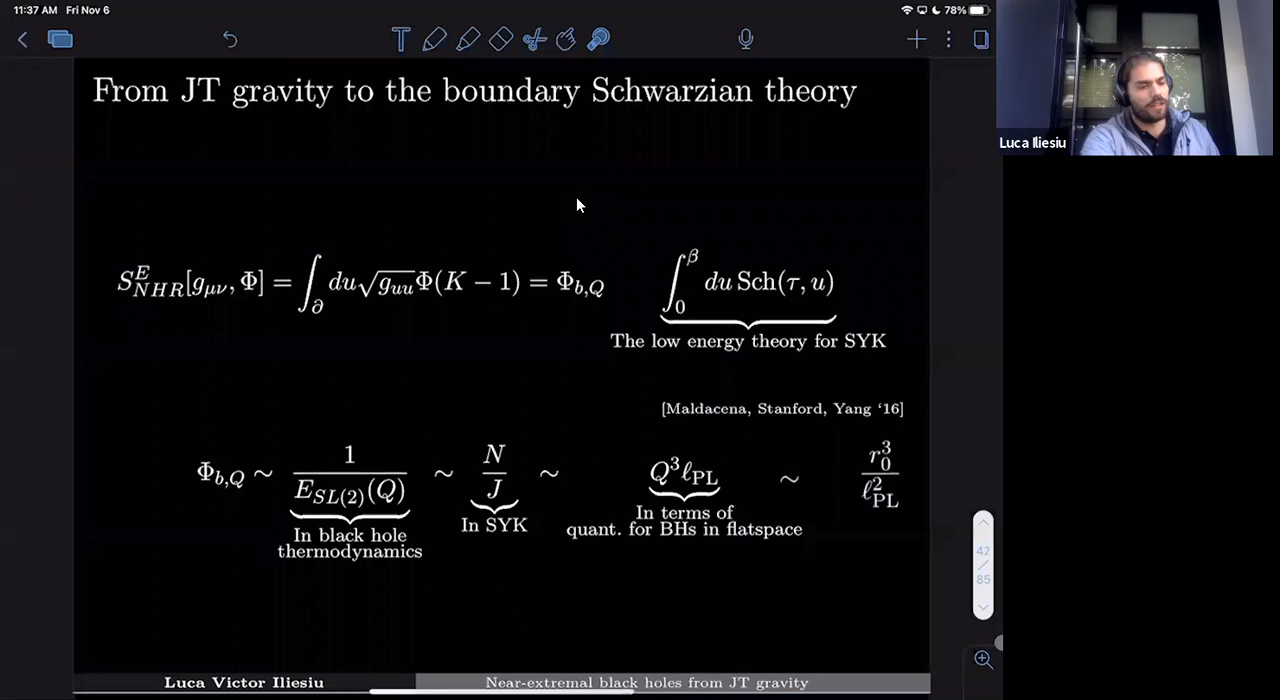 11:37 AM Fri Nov 6
78%
From JT gravity to the boundary Schwarzian theory
Luca Iliesiu
S^E_{NHR}[g_{μν}, Φ] = ∫_∂ du √g_{uu} Φ(K − 1) = Φ_{b,Q} ∫_0^β du Sch(τ, u)
The low energy theory for SYK
[Maldacena, Stanford, Yang ‘16]
Φ_{b,Q} ∼ 1/E_{SL(2)}(Q) ∼ N/J ∼ Q^3 ℓ_{PL} ∼ r_0^3/ℓ_{PL}^2
In black hole
thermodynamics
In SYK
In terms of
quant. for BHs in flatspace
42
/
85
Luca Victor Iliesiu
Near-extremal black holes from JT gravity